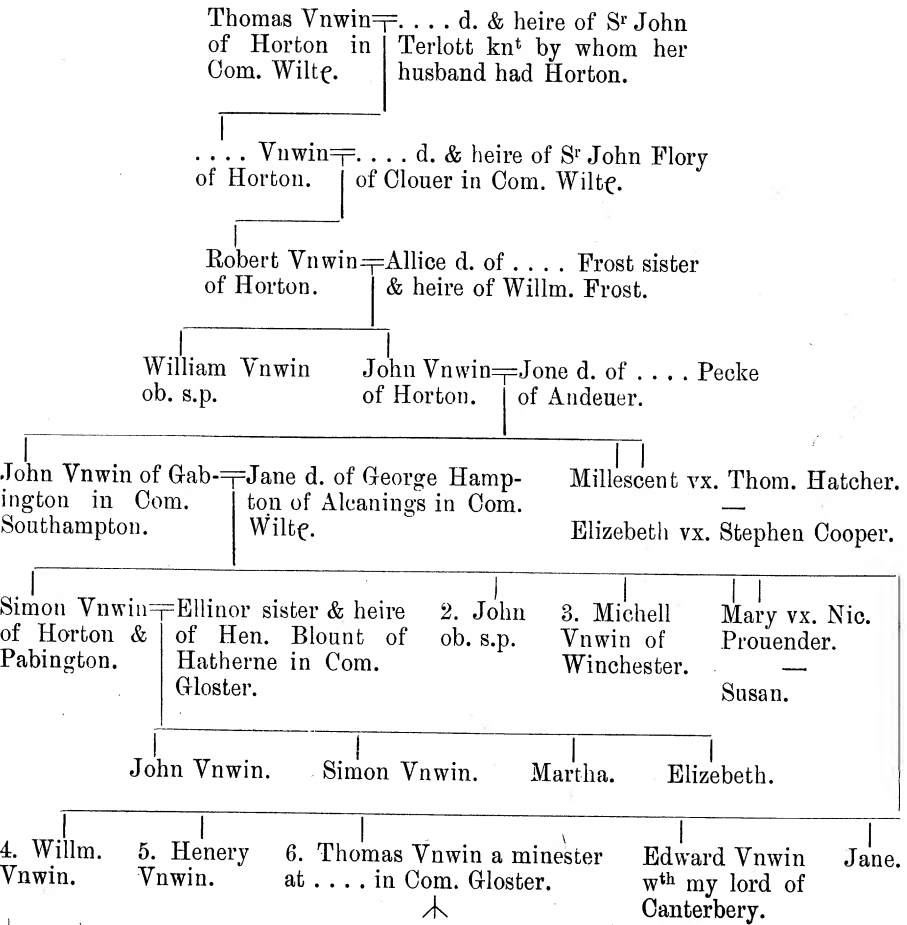 Thomas Vnwin=. . . . d. & heire of Sr John
of Horton in Terlott knt by whom her
Com. Wiltę. husband had Horton.
. . . . Vnwin=. . . . d. & heire of Sr John Flory
of Horton. of Clouer in Com. Wiltę.
Robert Vnwin=Allice d. of . . . . Frost sister
of Horton. & heire of Willm. Frost.
William Vnwin
ob. s.p.
John Vnwin=Jone d. of . . . . Pecke
of Horton. of Andeuer.
John Vnwin of Gab-
ington in Com.
Southampton.
=Jane d. of George Hamp-
ton of Alcanings in Com.
Wiltę.
Millescent vx. Thom. Hatcher.
—
Elizebeth vx. Stephen Cooper.
Simon Vnwin
of Horton &
Pabington.
=Ellinor sister & heire
of Hen. Blount of
Hatherne in Com.
Gloster.
2. John
ob. s.p.
3. Michell
Vnwin of
Winchester.
Mary vx. Nic.
Prouender.
—
Susan.
John Vnwin. Simon Vnwin. Martha. Elizebeth.
4. Willm.
Vnwin.
5. Henery
Vnwin.
6. Thomas Vnwin a minester
at . . . . in Com. Gloster.
Edward Vnwin
wth my lord of
Canterbery.
Jane.